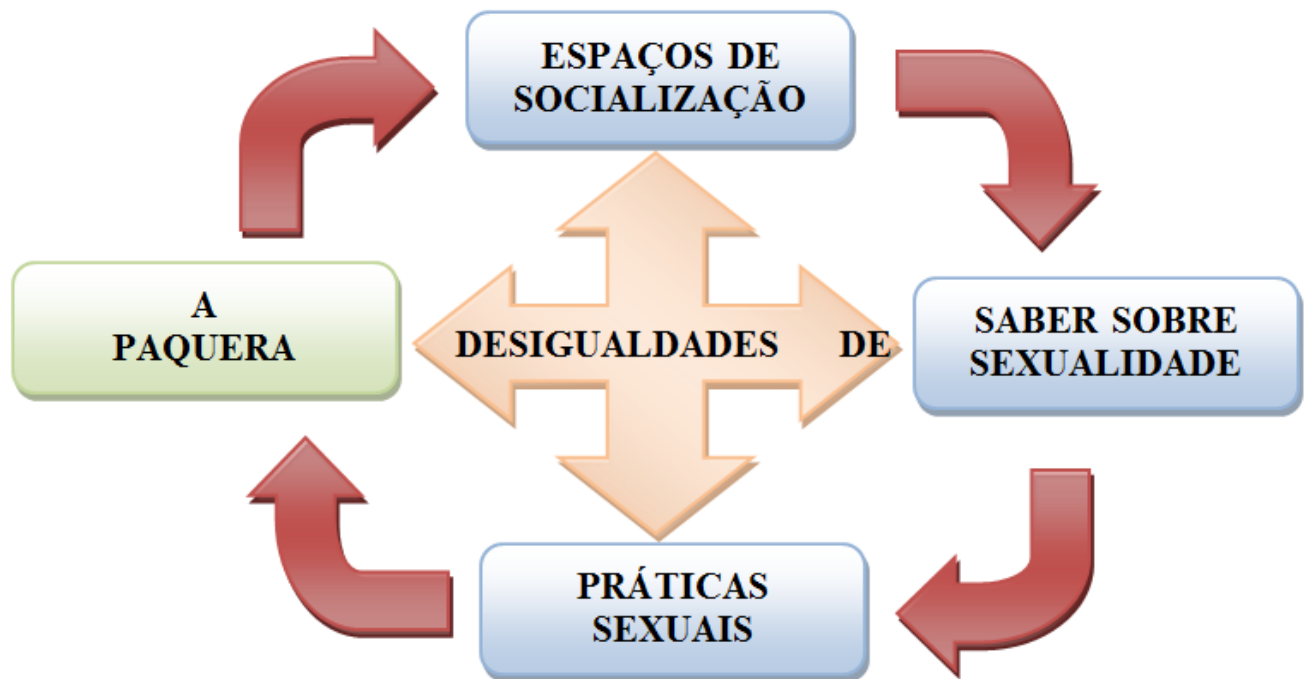 ESPAÇOS DE
SOCIALIZAÇÃO
A
PAQUERA
DESIGUALDADES DE
SABER SOBRE
SEXUALIDADE
PRÁTICAS
SEXUAIS